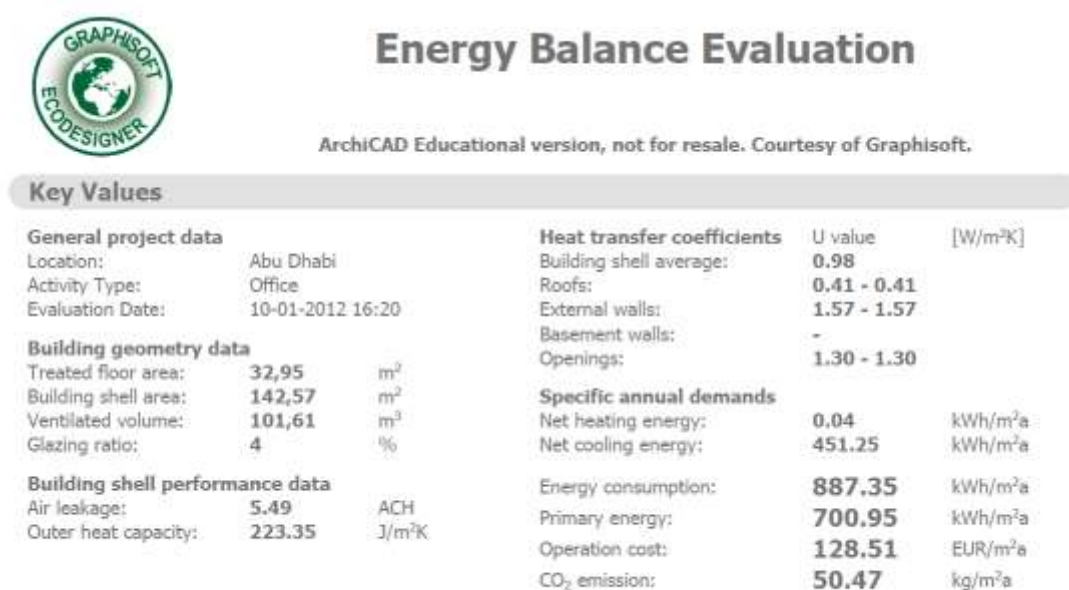 GRAPHISOFT
ECODESIGNER
Energy Balance Evaluation
ArchiCAD Educational version, not for resale. Courtesy of Graphisoft.
Key Values
General project data
Location: Abu Dhabi
Activity Type: Office
Evaluation Date: 10-01-2012 16:20
Building geometry data
Treated floor area: 32,95 m²
Building shell area: 142,57 m²
Ventilated volume: 101,61 m³
Glazing ratio: 4 %
Building shell performance data
Air leakage: 5.49 ACH
Outer heat capacity: 223.35 J/m²K
Heat transfer coefficients U value [W/m²K]
Building shell average: 0.98
Roofs: 0.41 - 0.41
External walls: 1.57 - 1.57
Basement walls: -
Openings: 1.30 - 1.30
Specific annual demands
Net heating energy: 0.04 kWh/m²a
Net cooling energy: 451.25 kWh/m²a
Energy consumption: 887.35 kWh/m²a
Primary energy: 700.95 kWh/m²a
Operation cost: 128.51 EUR/m²a
CO₂ emission: 50.47 kg/m²a